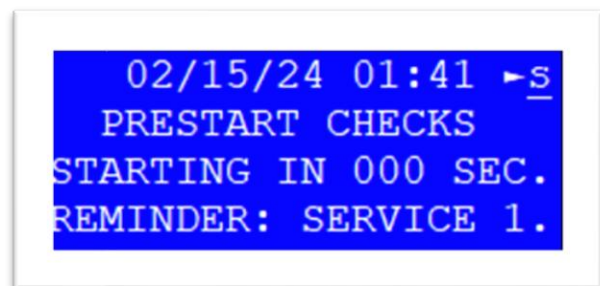 02/15/24 01:41 ►s
PRESTART CHECKS
STARTING IN 000 SEC.
REMINDER: SERVICE 1.